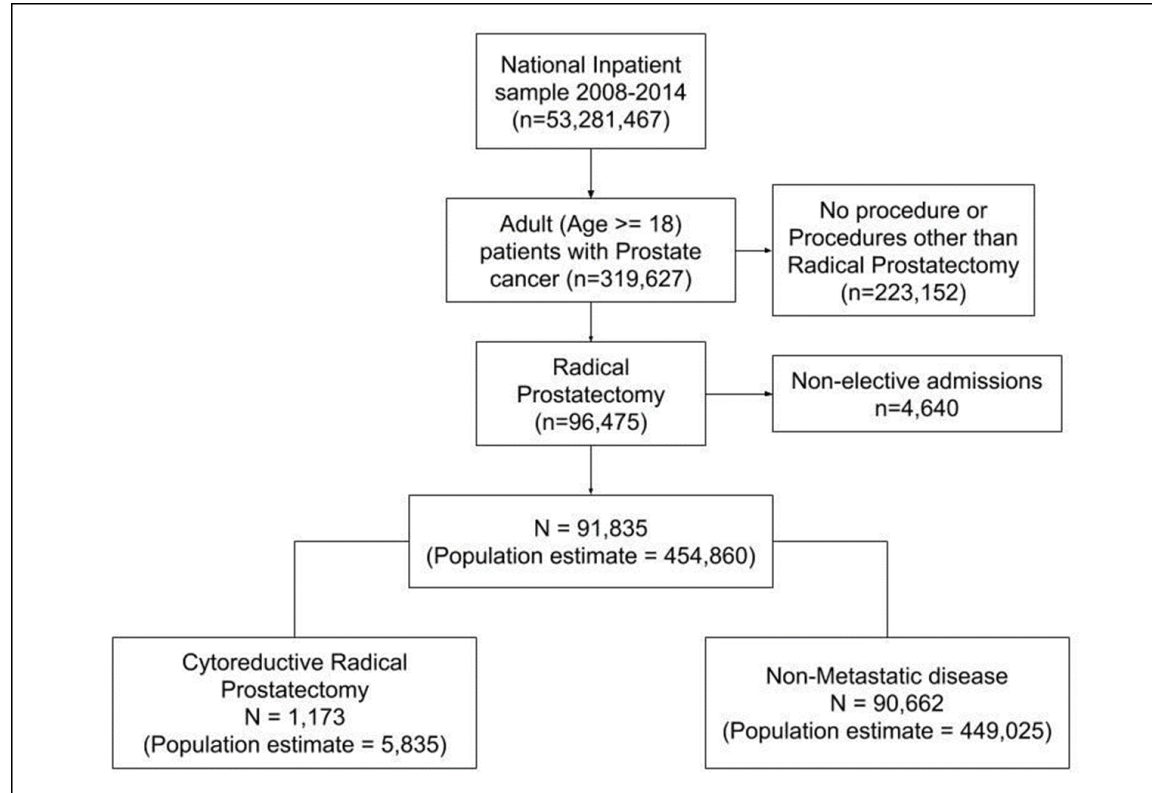 National Inpatient
sample 2008-2014
(n=53,281,467)
Adult (Age >= 18)
patients with Prostate
cancer (n=319,627)
No procedure or
Procedures other than
Radical Prostatectomy
(n=223,152)
Radical
Prostatectomy
(n=96,475)
Non-elective admissions
n=4,640
N = 91,835
(Population estimate = 454,860)
Cytoreductive Radical
Prostatectomy
N = 1,173
(Population estimate = 5,835)
Non-Metastatic disease
N = 90,662
(Population estimate = 449,025)